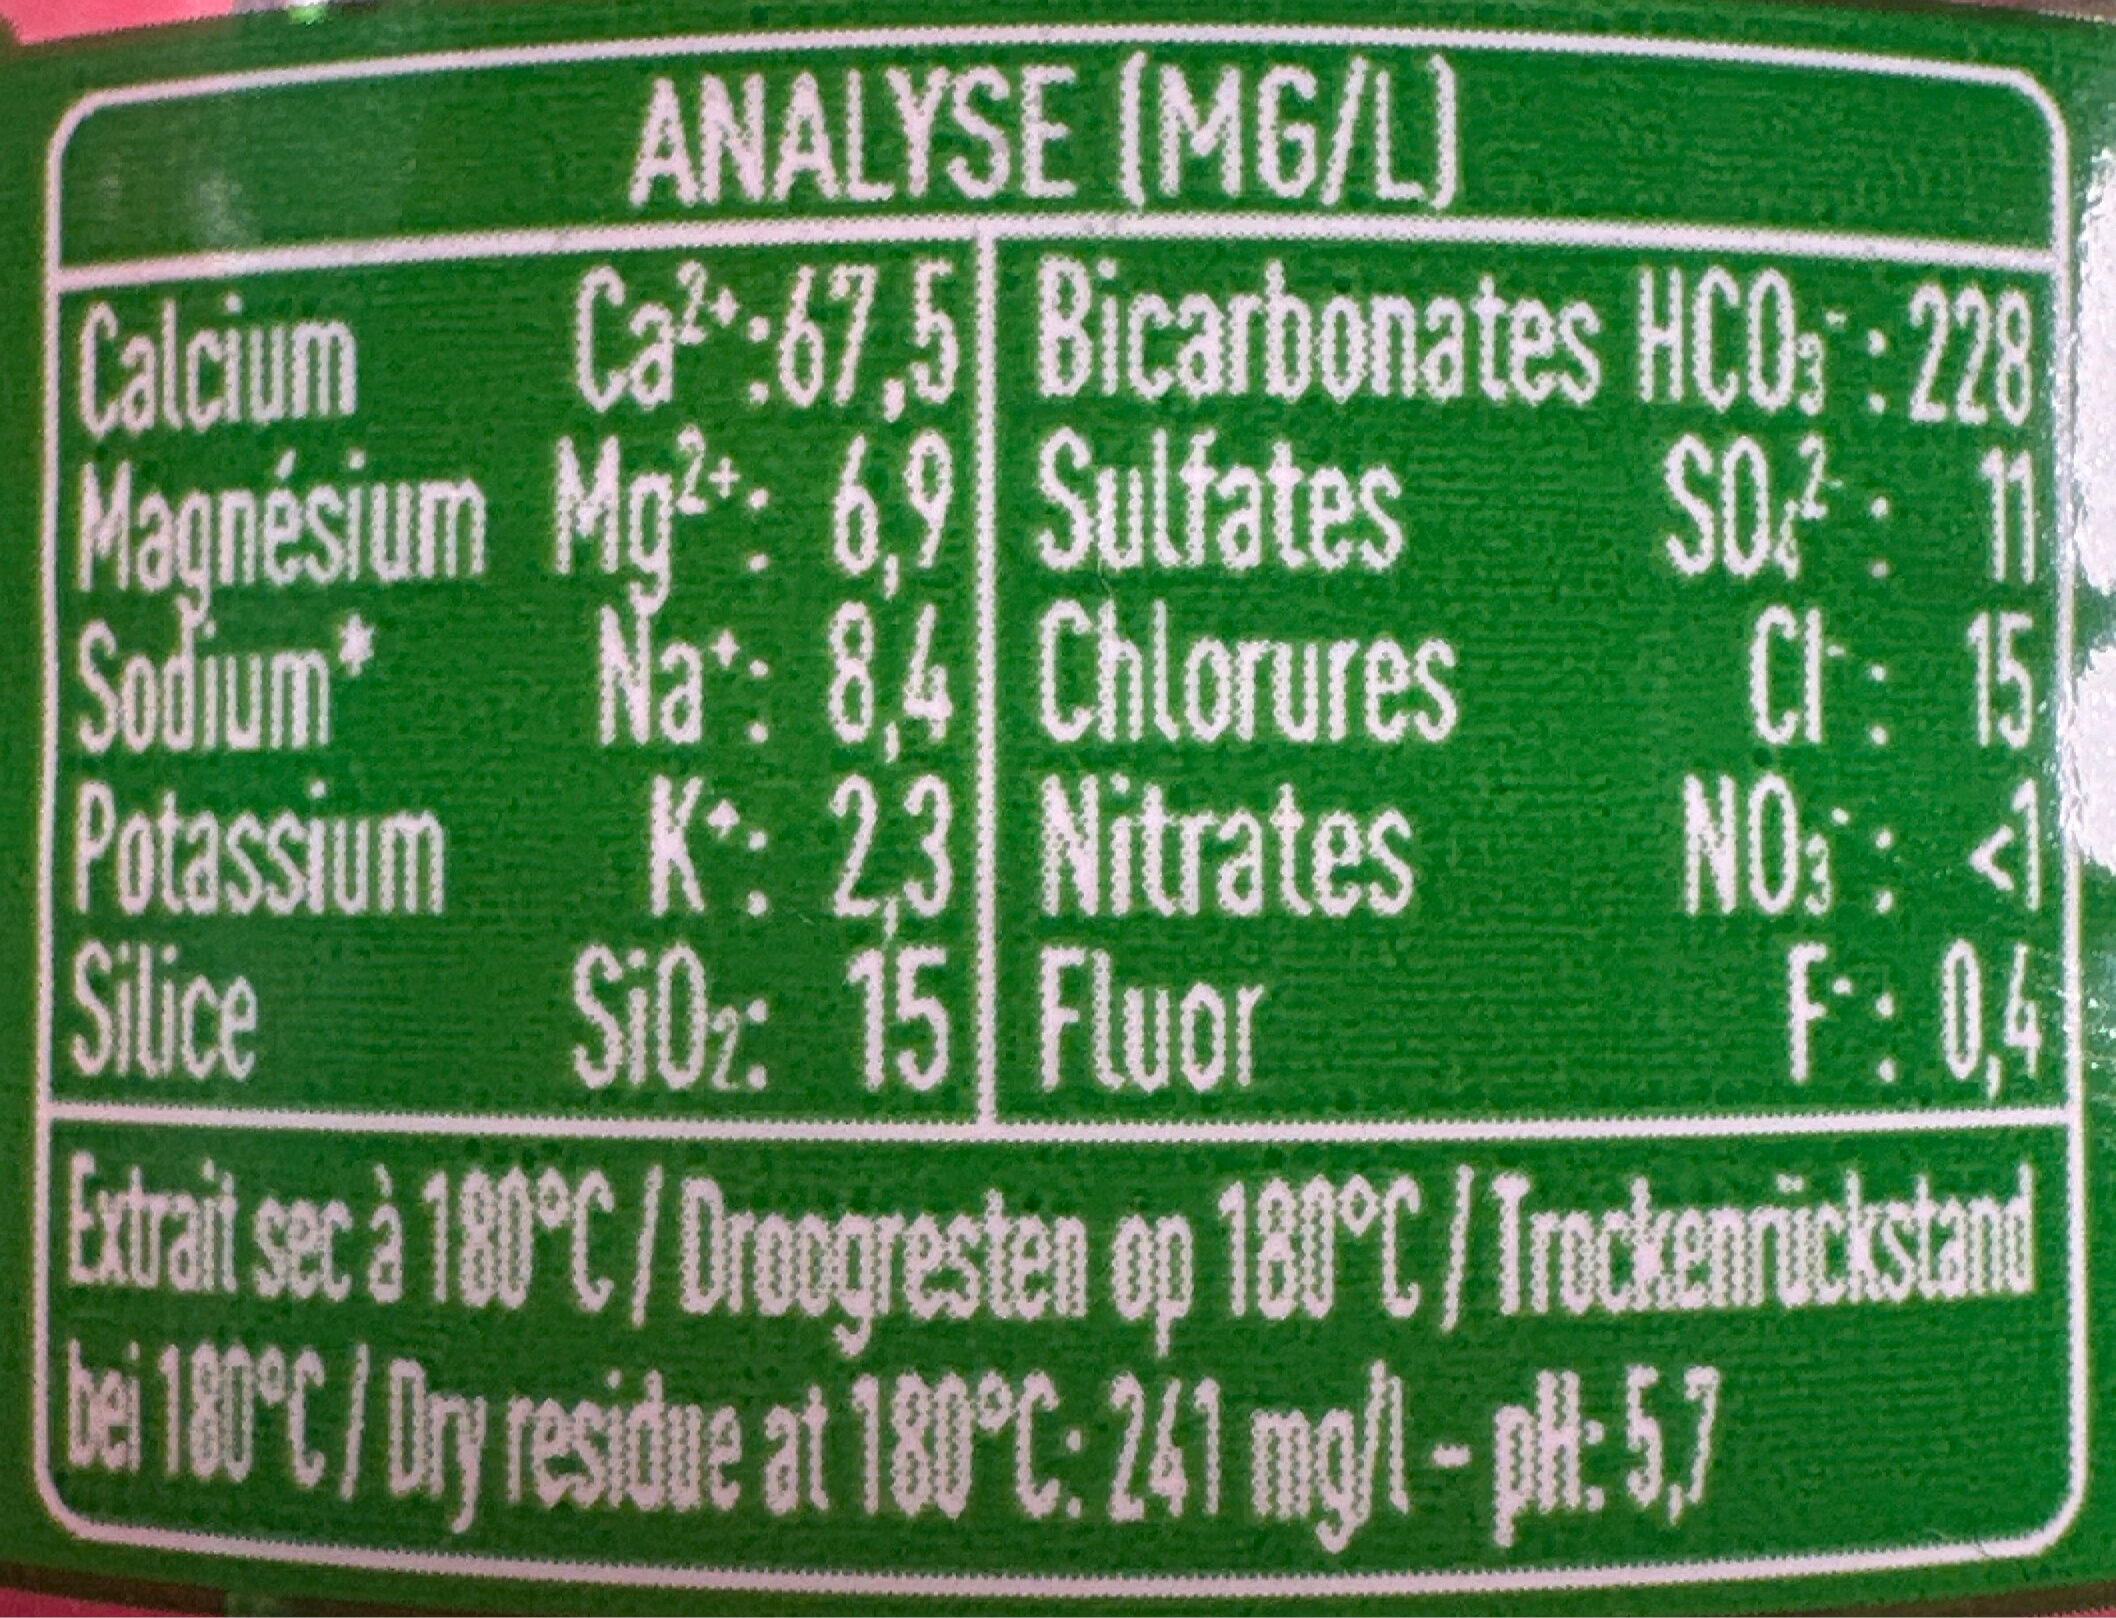 ANALYSE (MG/L)
Calcium Ca²⁺: 67,5
Magnésium Mg²⁺: 6,9
Sodium* Na⁺: 8,4
Potassium K⁺: 2,3
Silice SiO₂: 15
Bicarbonates HCO₃⁻: 228
Sulfates SO₄²⁻: 11
Chlorures Cl⁻: 15
Nitrates NO₃⁻: <1
Fluor F⁻: 0,4
Extrait sec à 180°C / Droogresten op 180°C / Trockenrückstand
bei 180°C / Dry residue at 180°C: 241 mg/l - pH: 5,7